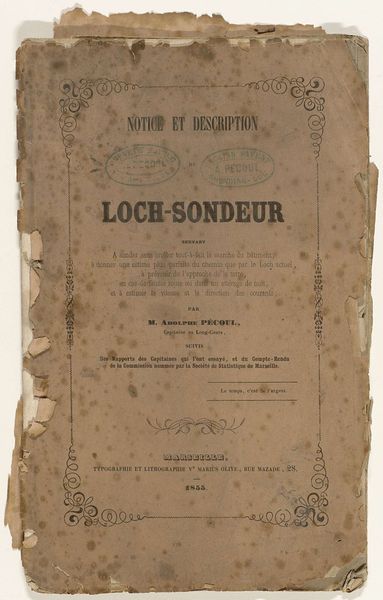 NOTICE ET DESCRIPTION
DU
LOCH-SONDEUR
SERVANT
A sonder sans arrêter tout-à-fait la marche du bâtiment,
à donner une estime plus parfaite du chemin que par le Loch actuel,
à prévenir de l'approche de la terre,
en cas de fausse route ou dans un atérage de nuit,
et à estimer la vitesse et la direction des courants.
PAR
M. ADOLPHE PÉCOUL,
Capitaine au Long-Cours,
SUIVIE
Des Rapports des Capitaines qui l'ont essayé, et du Compte-Rendu
de la Commission nommée par la Société de Statistique de Marseille.
Le temps, c'est de l'argent.
MARSEILLE,
TYPOGRAPHIE ET LITHOGRAPHIE Ve MARIUS OLIVE, RUE MAZADE, 28.
1855